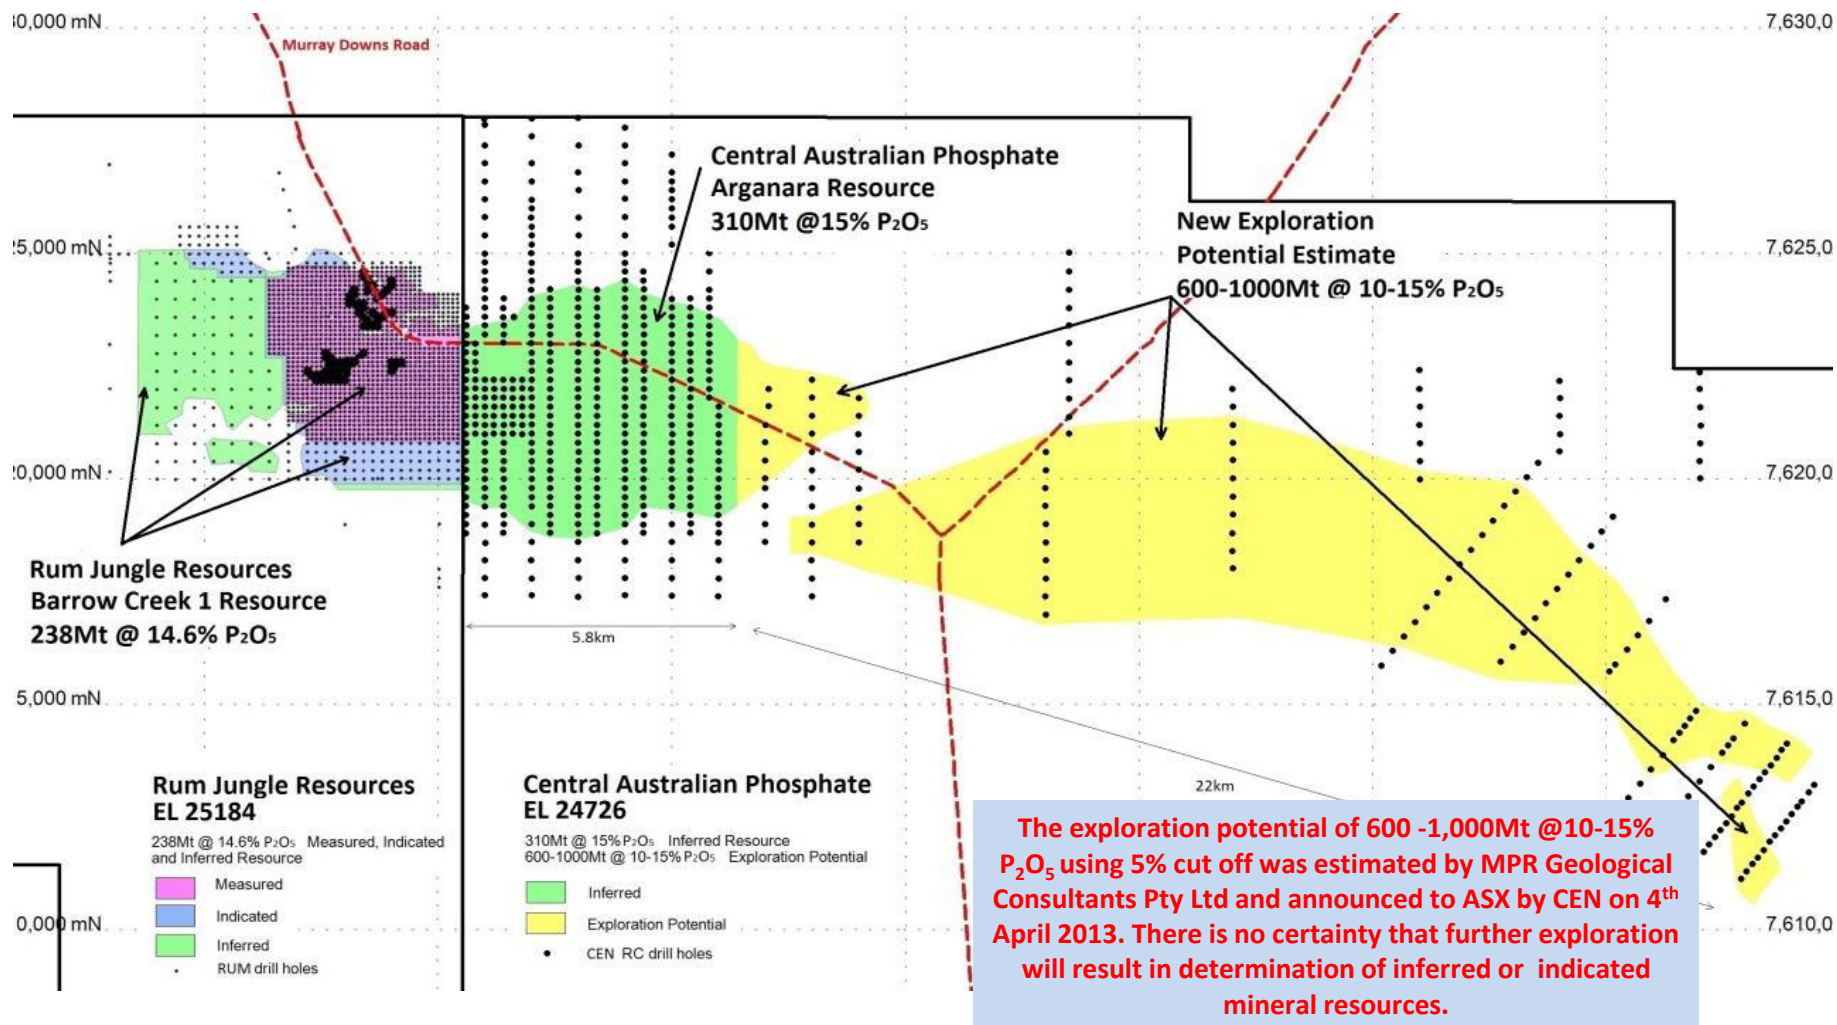 30,000 mN
7,630,0
Murray Downs Road
Central Australian Phosphate
Arganara Resource
310Mt @15% P₂O₅
New Exploration
Potential Estimate
600-1000Mt @ 10-15% P₂O₅
25,000 mN
7,625,0
20,000 mN
7,620,0
Rum Jungle Resources
Barrow Creek 1 Resource
238Mt @ 14.6% P₂O₅
5.8km
5,000 mN
7,615,0
22km
Rum Jungle Resources
EL 25184
238Mt @ 14.6% P₂O₅ Measured, Indicated
and Inferred Resource
Measured
Indicated
Inferred
RUM drill holes
Central Australian Phosphate
EL 24726
310Mt @ 15% P₂O₅ Inferred Resource
600-1000Mt @ 10-15% P₂O₅ Exploration Potential
Inferred
Exploration Potential
CEN RC drill holes
0,000 mN
7,610,0
The exploration potential of 600 -1,000Mt @10-15%
P₂O₅ using 5% cut off was estimated by MPR Geological
Consultants Pty Ltd and announced to ASX by CEN on 4th
April 2013. There is no certainty that further exploration
will result in determination of inferred or indicated
mineral resources.